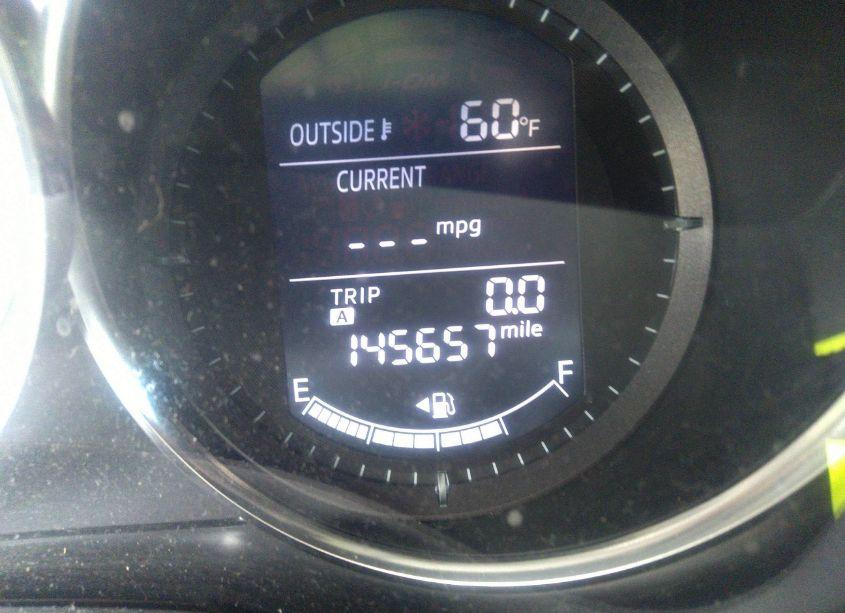 OUTSIDE 60°F
CURRENT
--- mpg
TRIP A 0.0
145657 mile
E F